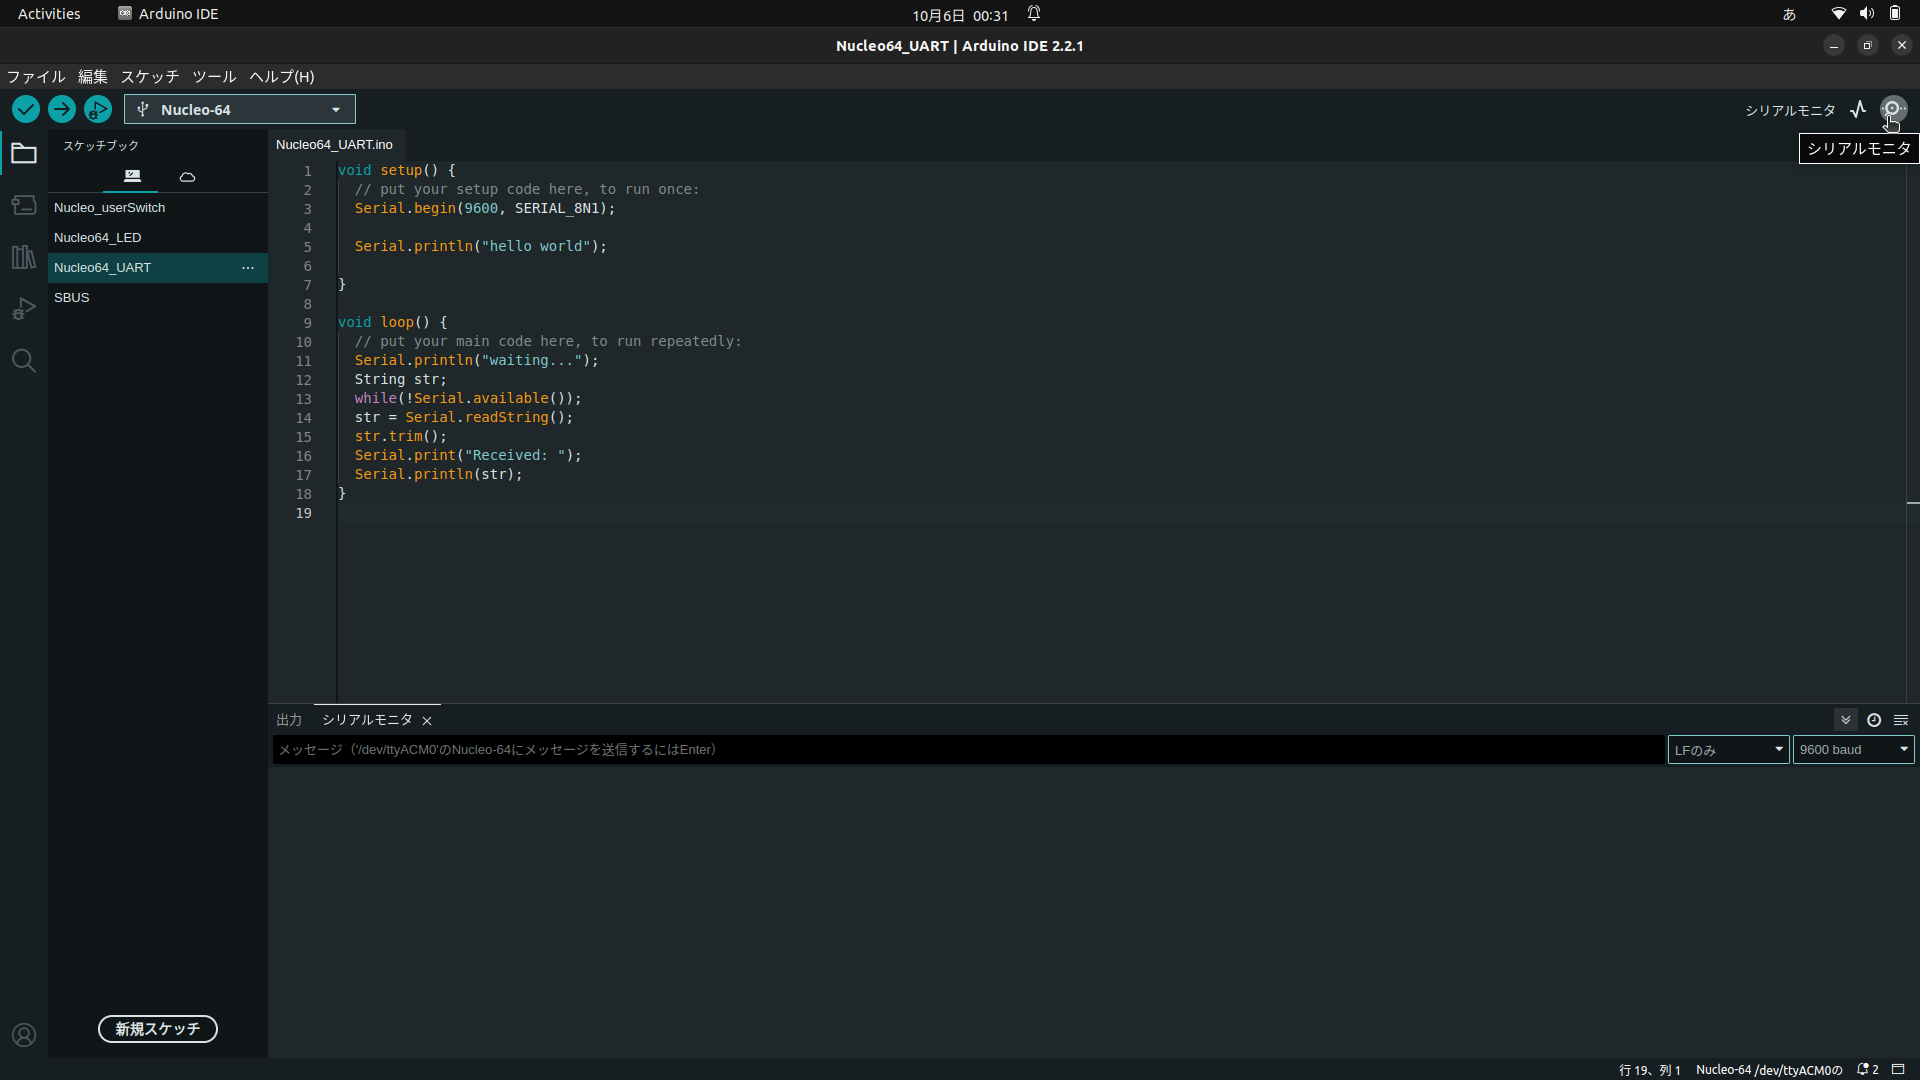 Activities
Arduino IDE
10月6日 00:31
あ
Nucleo64_UART | Arduino IDE 2.2.1
ファイル 編集 スケッチ ツール ヘルプ(H)
Nucleo-64
シリアルモニタ
シリアルモニタ
スケッチブック
Nucleo_userSwitch
Nucleo64_LED
Nucleo64_UART ...
SBUS
新規スケッチ
Nucleo64_UART.ino
1 void setup() {
2 // put your setup code here, to run once:
3 Serial.begin(9600, SERIAL_8N1);
4
5 Serial.println("hello world");
6
7 }
8
9 void loop() {
10 // put your main code here, to run repeatedly:
11 Serial.println("waiting...");
12 String str;
13 while(!Serial.available());
14 str = Serial.readString();
15 str.trim();
16 Serial.print("Received: ");
17 Serial.println(str);
18 }
19
出力 シリアルモニタ
メッセージ（'/dev/ttyACM0'のNucleo-64にメッセージを送信するにはEnter）
LFのみ
9600 baud
行 19、列 1 Nucleo-64 /dev/ttyACM0の 2